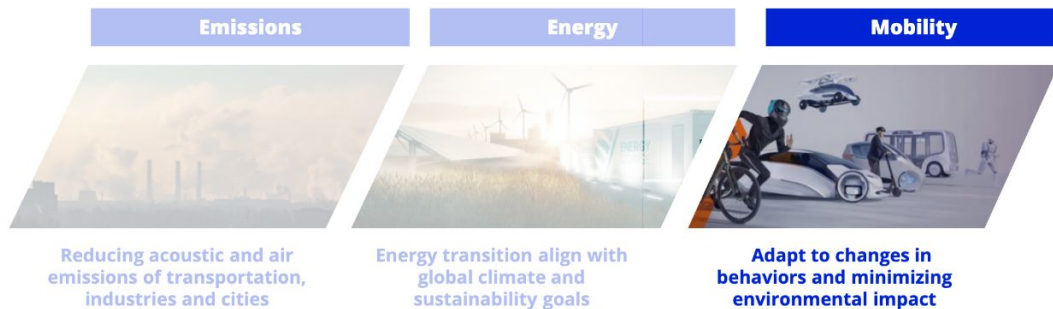 Emissions
Energy
Mobility
ENERGY
Reducing acoustic and air
emissions of transportation,
industries and cities
Energy transition align with
global climate and
sustainability goals
Adapt to changes in
behaviors and minimizing
environmental impact